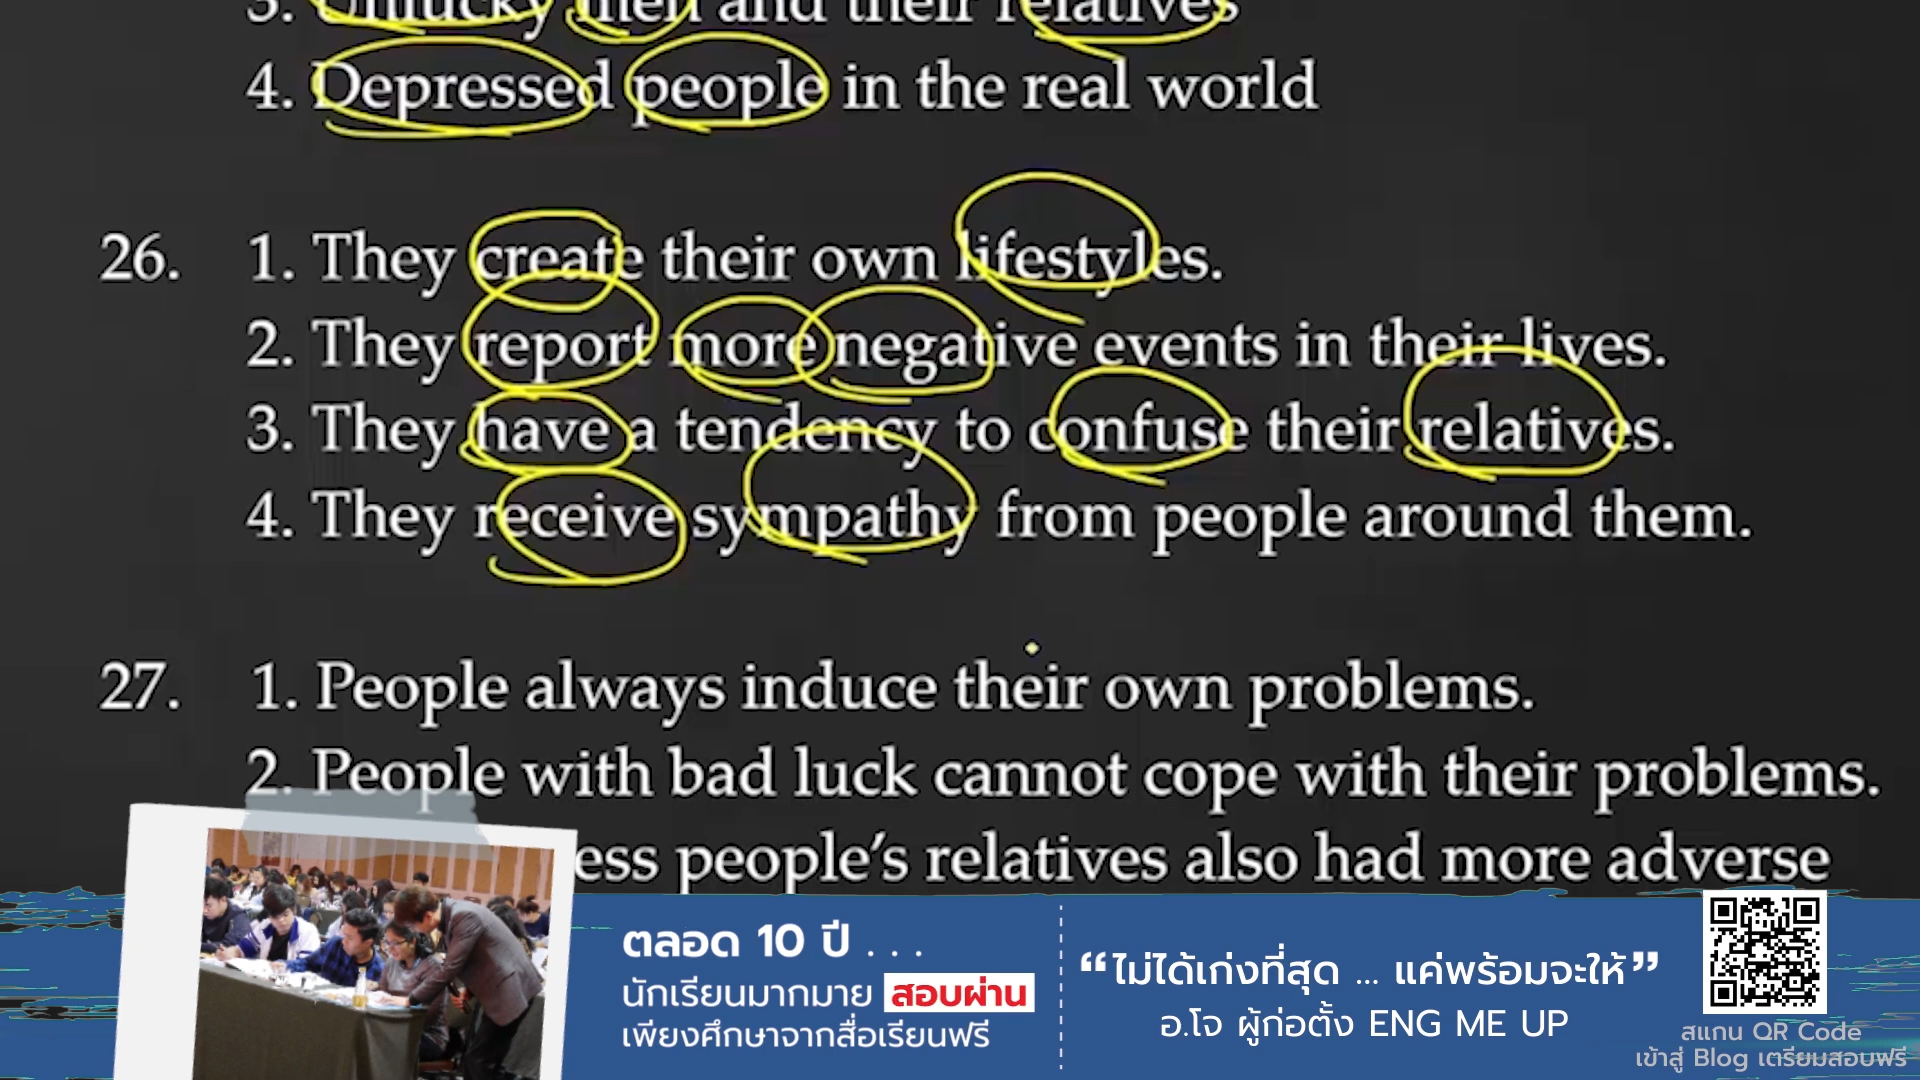 3. Unlucky men and their relatives
4. Depressed people in the real world
26. 1. They create their own lifestyles.
2. They report more negative events in their lives.
3. They have a tendency to confuse their relatives.
4. They receive sympathy from people around them.
27. 1. People always induce their own problems.
2. People with bad luck cannot cope with their problems.
ess people’s relatives also had more adverse
ตลอด 10 ปี . . .
นักเรียนมากมาย สอบผ่าน
เพียงศึกษาจากสื่อเรียนฟรี
“ไม่ได้เก่งที่สุด ... แค่พร้อมจะให้”
อ.โจ ผู้ก่อตั้ง ENG ME UP
สแกน QR Code
เข้าสู่ Blog เตรียมสอบฟรี